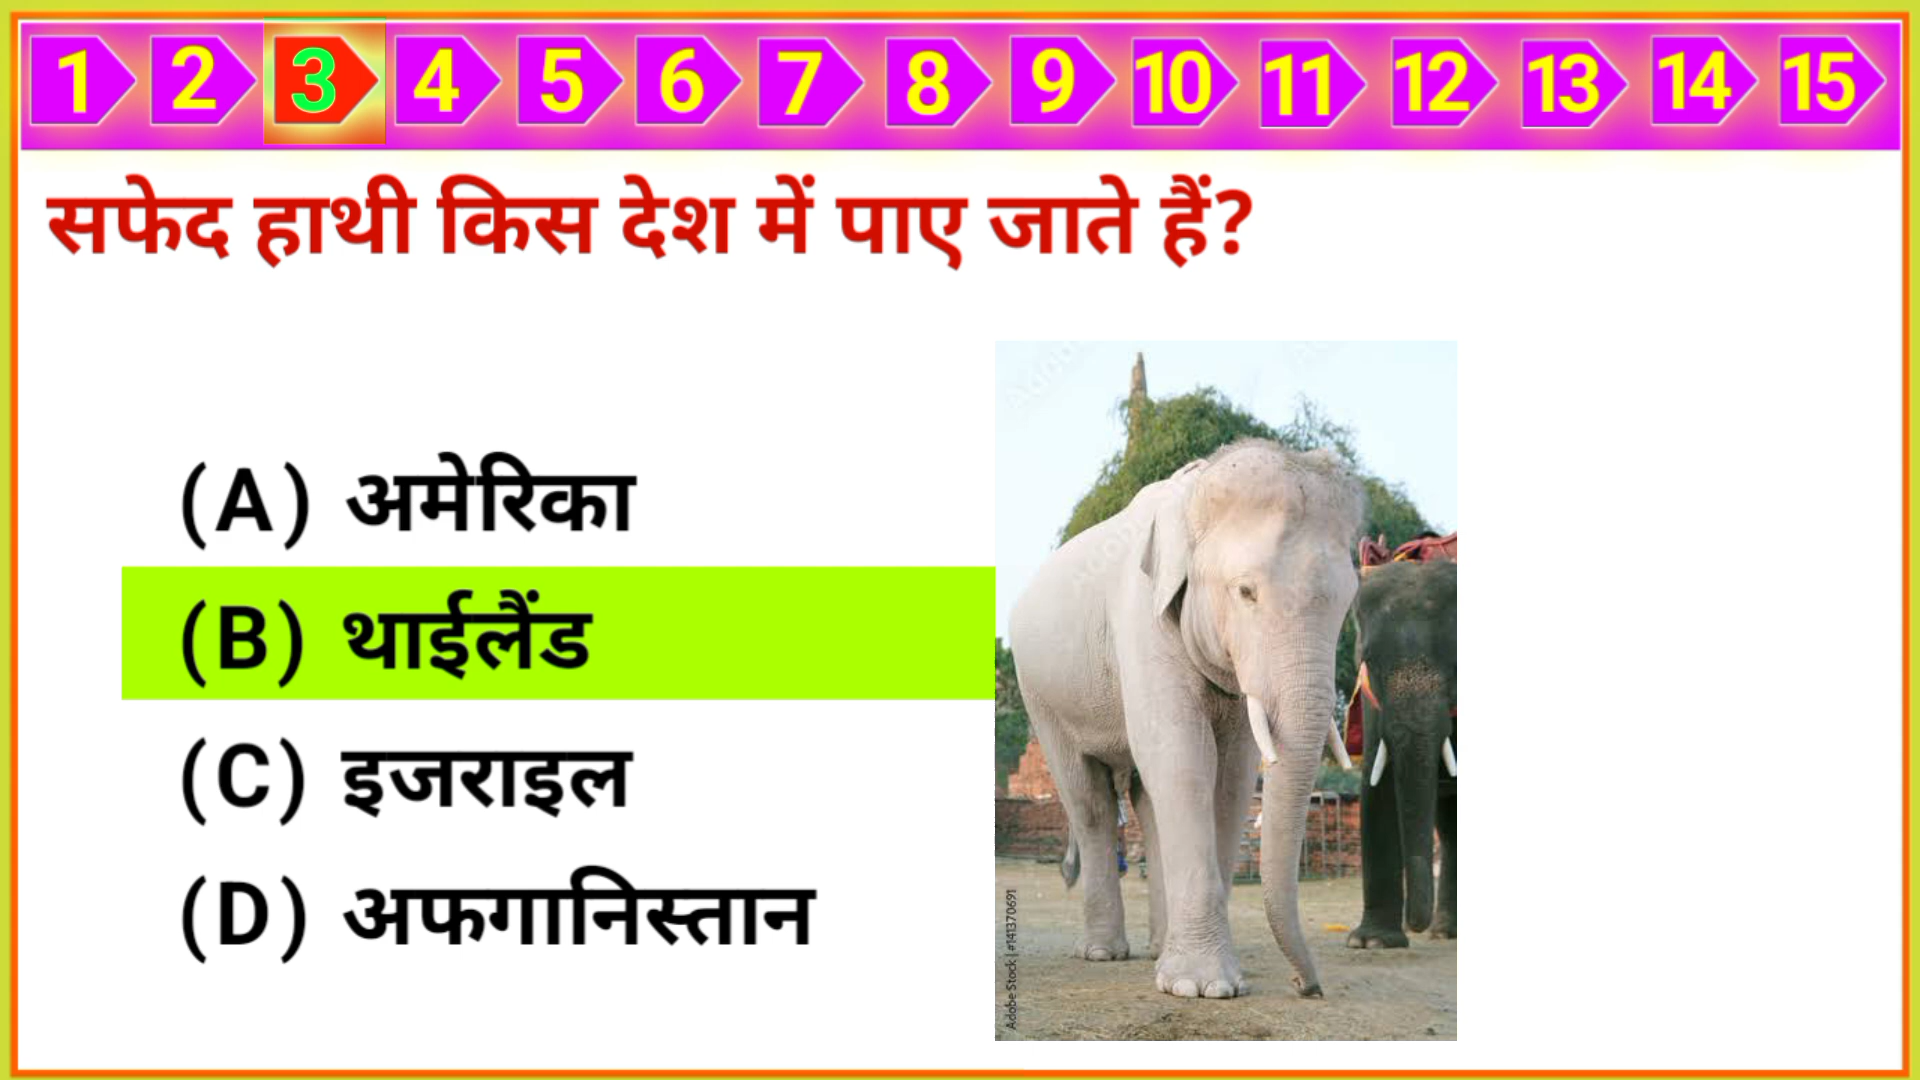 1 2 3 4 5 6 7 8 9 10 11 12 13 14 15
सफेद हाथी किस देश में पाए जाते हैं?
(A) अमेरिका
(B) थाईलैंड
(C) इजराइल
(D) अफगानिस्तान
Adobe Stock | #141370691